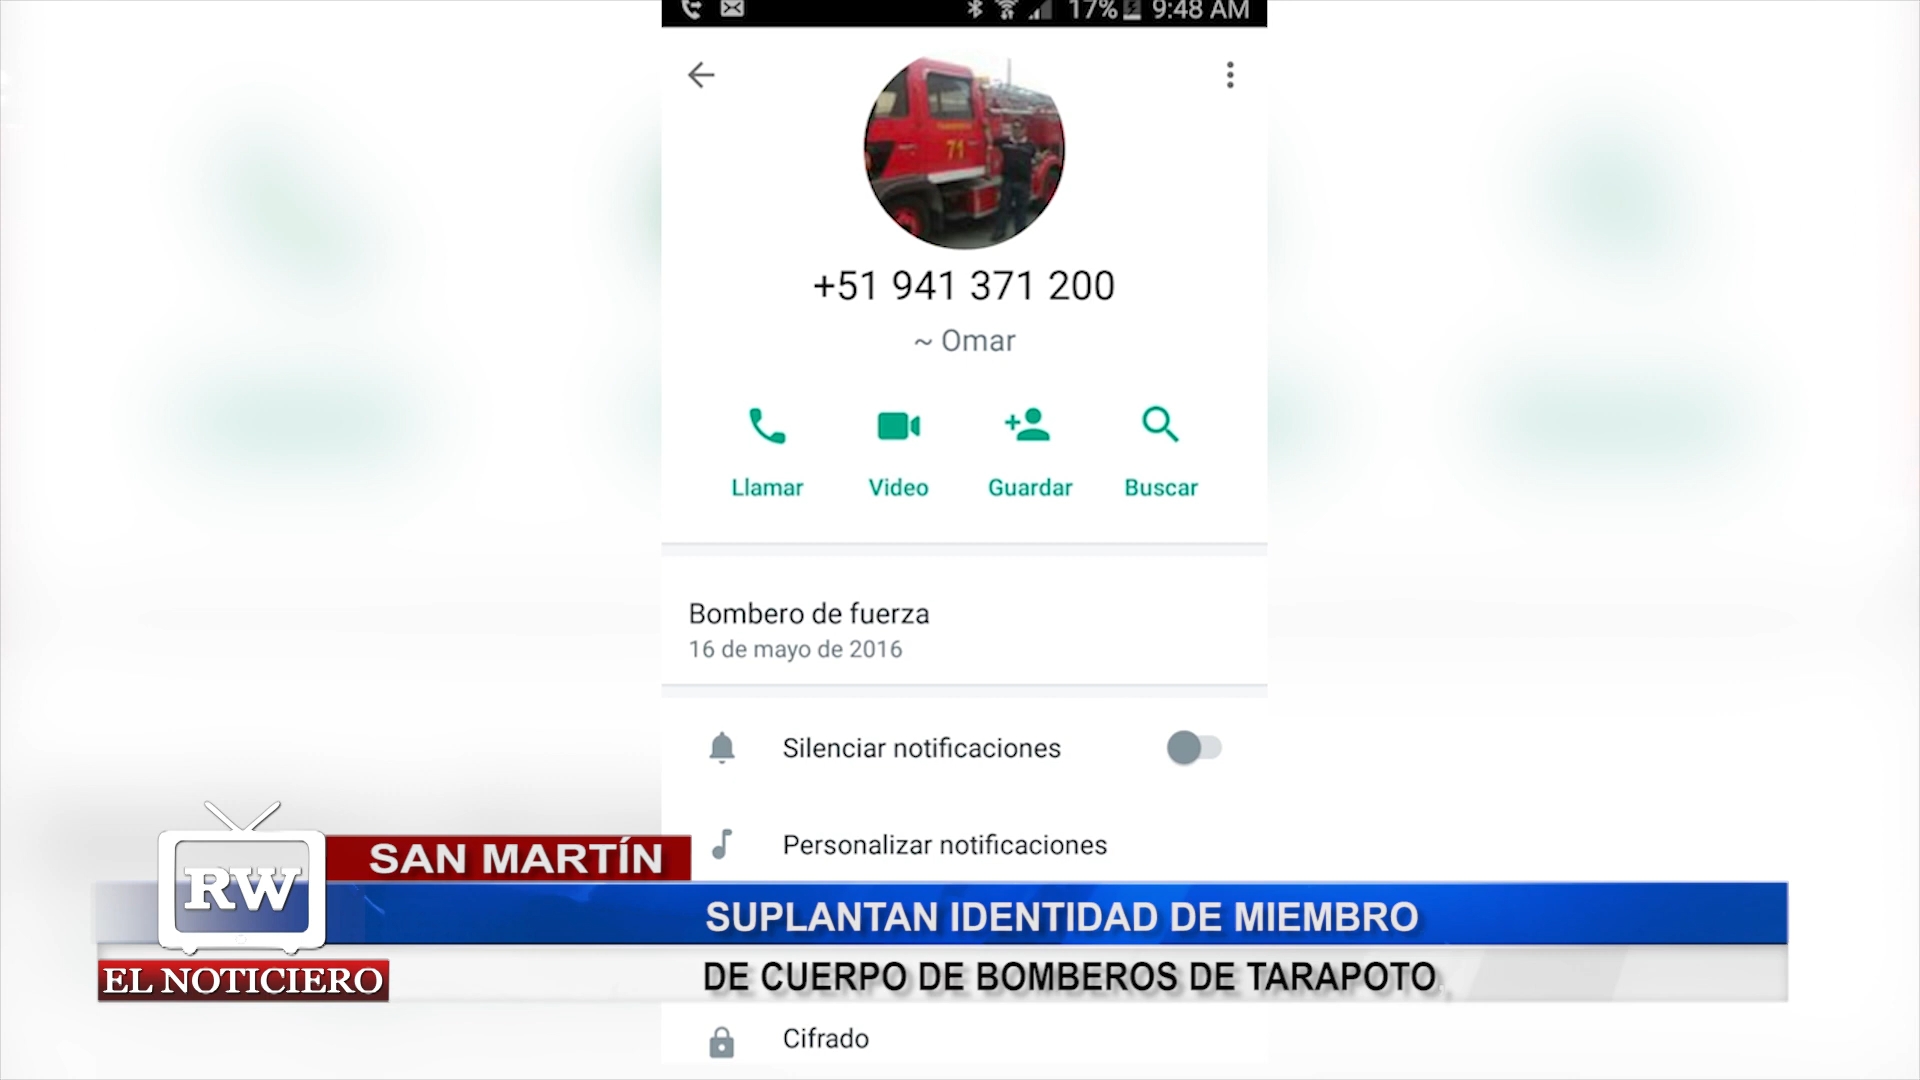 17% 9:48 AM
71
+51 941 371 200
~ Omar
Llamar Video Guardar Buscar
Bombero de fuerza
16 de mayo de 2016
Silenciar notificaciones
Personalizar notificaciones
SAN MARTÍN
RW
SUPLANTAN IDENTIDAD DE MIEMBRO
EL NOTICIERO
DE CUERPO DE BOMBEROS DE TARAPOTO
Cifrado